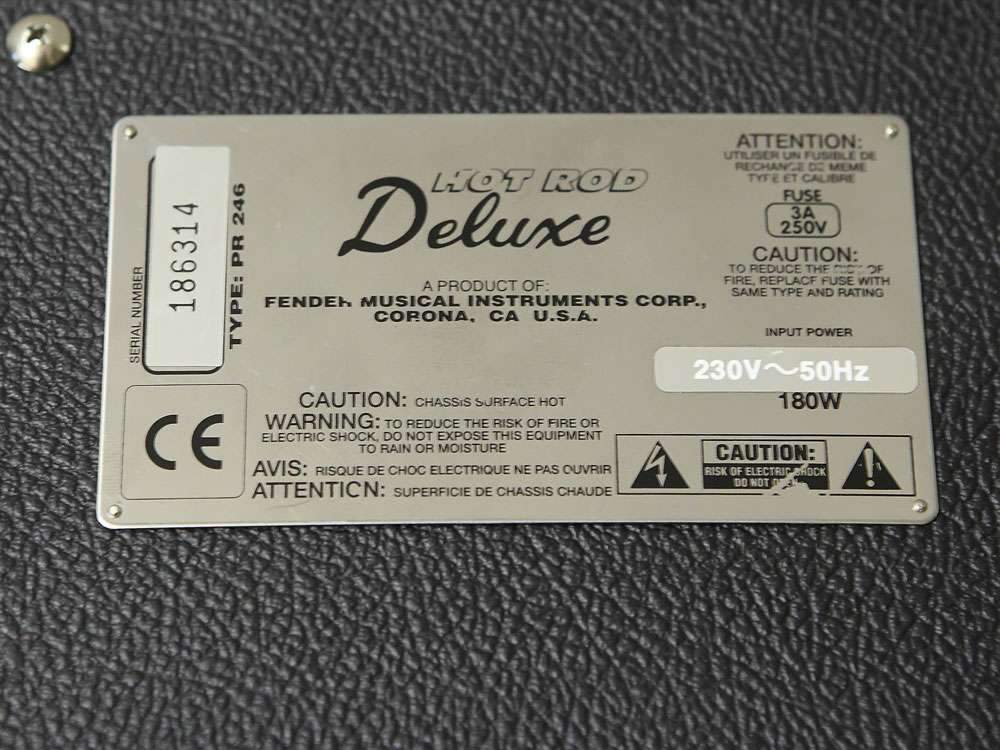 SERIAL NUMBER
186314
TYPE: PR 246
HOT ROD
Deluxe
A PRODUCT OF:
FENDER MUSICAL INSTRUMENTS CORP.,
CORONA, CA U.S.A.
ATTENTION:
UTILISER UN FUSIBLE DE
RECHANGE DE MEME
TYPE ET CALIBRE
FUSE
3A
250V
CAUTION:
TO REDUCE THE RISK OF
FIRE, REPLACE FUSE WITH
SAME TYPE AND RATING
INPUT POWER
230V~50Hz
180W
CE
CAUTION: CHASSIS SURFACE HOT
WARNING: TO REDUCE THE RISK OF FIRE OR
ELECTRIC SHOCK, DO NOT EXPOSE THIS EQUIPMENT
TO RAIN OR MOISTURE
AVIS: RISQUE DE CHOC ELECTRIQUE NE PAS OUVRIR
ATTENTION: SUPERFICIE DE CHASSIS CHAUDE
CAUTION:
RISK OF ELECTRIC SHOCK
DO NOT OPEN